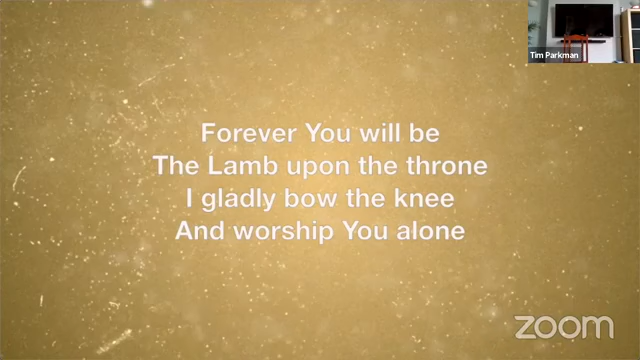 Tim Parkman
Forever You will be
The Lamb upon the throne
I gladly bow the knee
And worship You alone
zoom